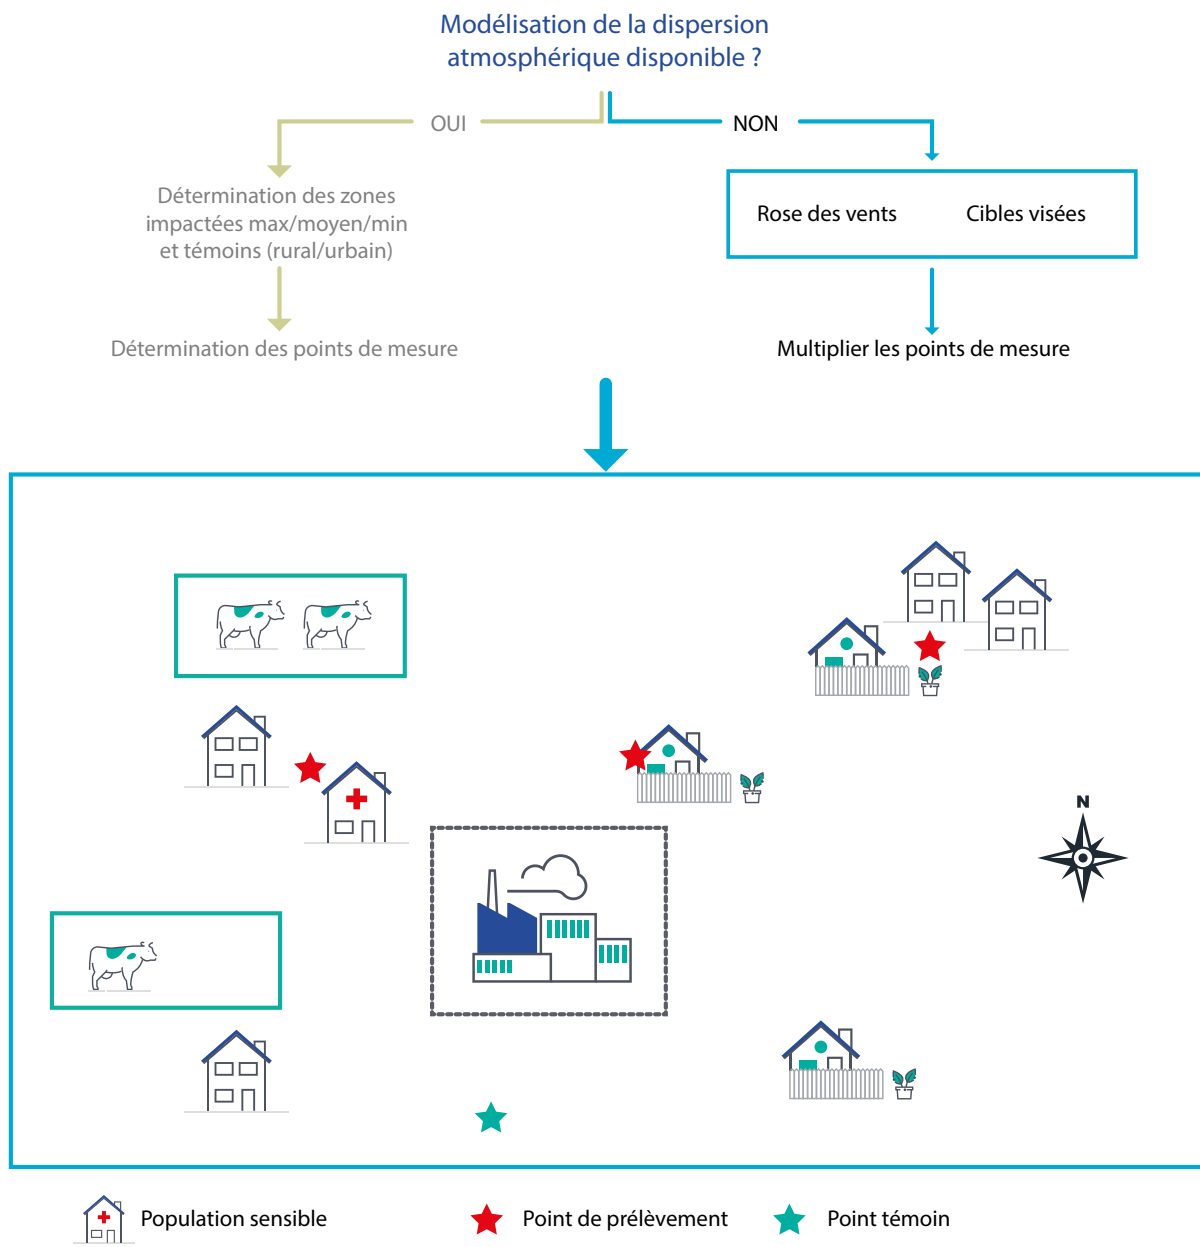 Modélisation de la dispersion
atmosphérique disponible ?
OUI
NON
Détermination des zones
impactées max/moyen/min
et témoins (rural/urbain)
Rose des vents
Cibles visées
Détermination des points de mesure
Multiplier les points de mesure
N
Population sensible
Point de prélèvement
Point témoin